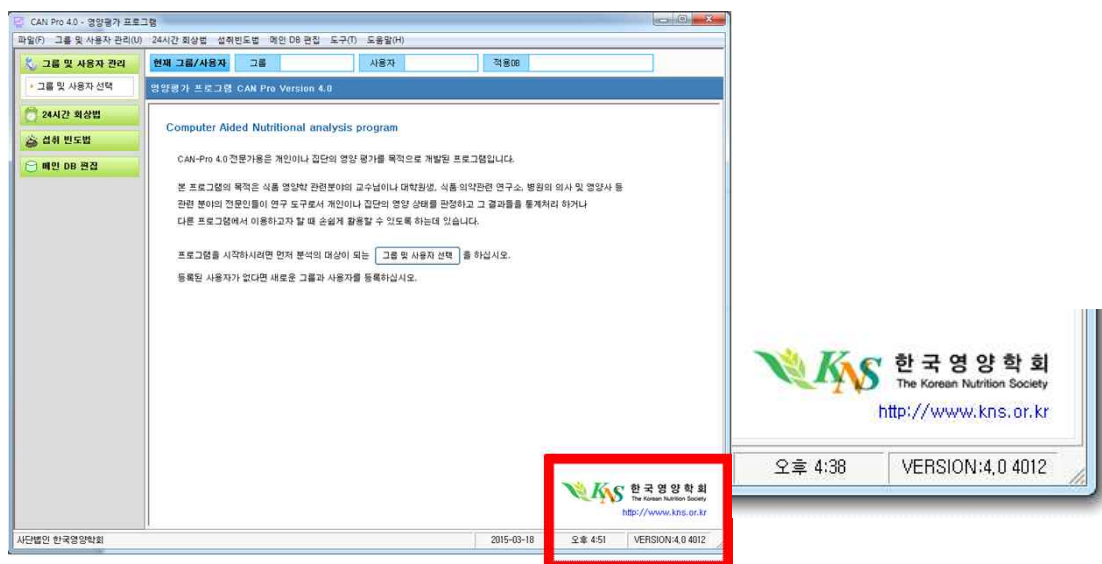 CAN Pro 4.0 - 영양평가 프로그램
파일(F) 그룹 및 사용자 관리(U) 24시간 회상법 섭취빈도법 메인 DB 편집 도구(T) 도움말(H)
그룹 및 사용자 관리
현재 그룹/사용자 그룹 사용자 적용DB
그룹 및 사용자 선택
영양평가 프로그램 CAN Pro Version 4.0
24시간 회상법
섭취 빈도법
메인 DB 편집
Computer Aided Nutritional analysis program
CAN-Pro 4.0 전문가용은 개인이나 집단의 영양 평가를 목적으로 개발된 프로그램입니다.
본 프로그램의 목적은 식품 영양학 관련분야의 교수님이나 대학원생, 식품 의약관련 연구소, 병원의 의사 및 영양사 등
관련 분야의 전문인들이 연구 도구로서 개인이나 집단의 영양 상태를 판정하고 그 결과들을 통계처리 하거나
다른 프로그램에서 이용하고자 할 때 손쉽게 활용할 수 있도록 하는데 있습니다.
프로그램을 시작하시려면 먼저 분석의 대상이 되는 그룹 및 사용자 선택 을 하십시오.
등록된 사용자가 없다면 새로운 그룹과 사용자를 등록하십시오.
KNS 한국영양학회
The Korean Nutrition Society
http://www.kns.or.kr
사단법인 한국영양학회 2015-03-18 오후 4:51 VERSION:4,0 4012
KNS 한국영양학회
The Korean Nutrition Society
http://www.kns.or.kr
오후 4:38 VERSION:4,0 4012